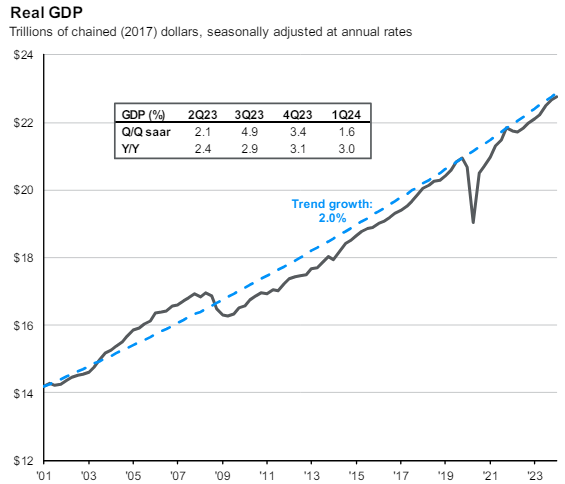 Real GDP
Trillions of chained (2017) dollars, seasonally adjusted at annual rates
$24
$22
$20
$18
$16
$14
$12
GDP (%) 2Q23 3Q23 4Q23 1Q24
Q/Q saar 2.1 4.9 3.4 1.6
Y/Y 2.4 2.9 3.1 3.0
Trend growth:
2.0%
'01 '03 '05 '07 '09 '11 '13 '15 '17 '19 '21 '23